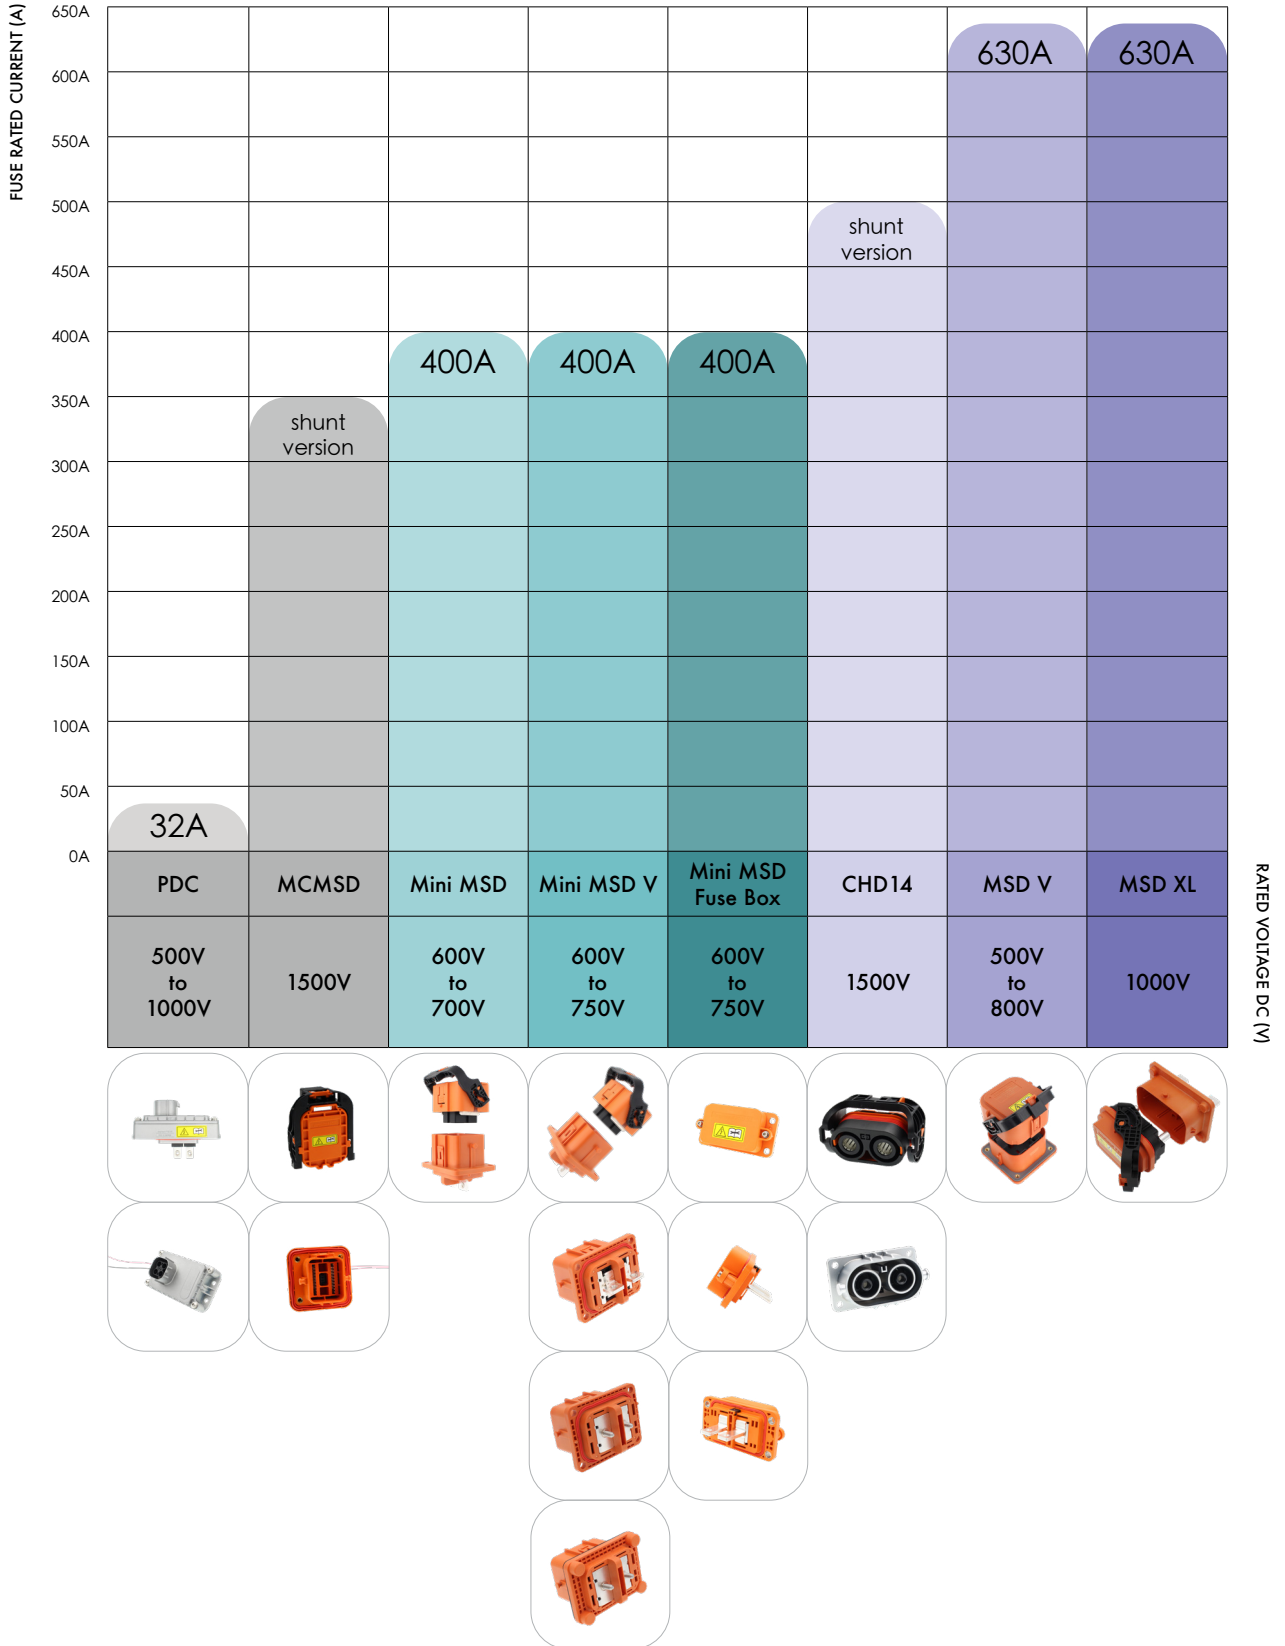 FUSE RATED CURRENT (A)
650A
600A
550A
500A
450A
400A
350A
300A
250A
200A
150A
100A
50A
0A
32A
shunt
version
400A
400A
400A
shunt
version
630A
630A
PDC
MCMSD
Mini MSD
Mini MSD V
Mini MSD
Fuse Box
CHD14
MSD V
MSD XL
500V
to
1000V
1500V
600V
to
700V
600V
to
750V
600V
to
750V
1500V
500V
to
800V
1000V
RATED VOLTAGE DC (V)